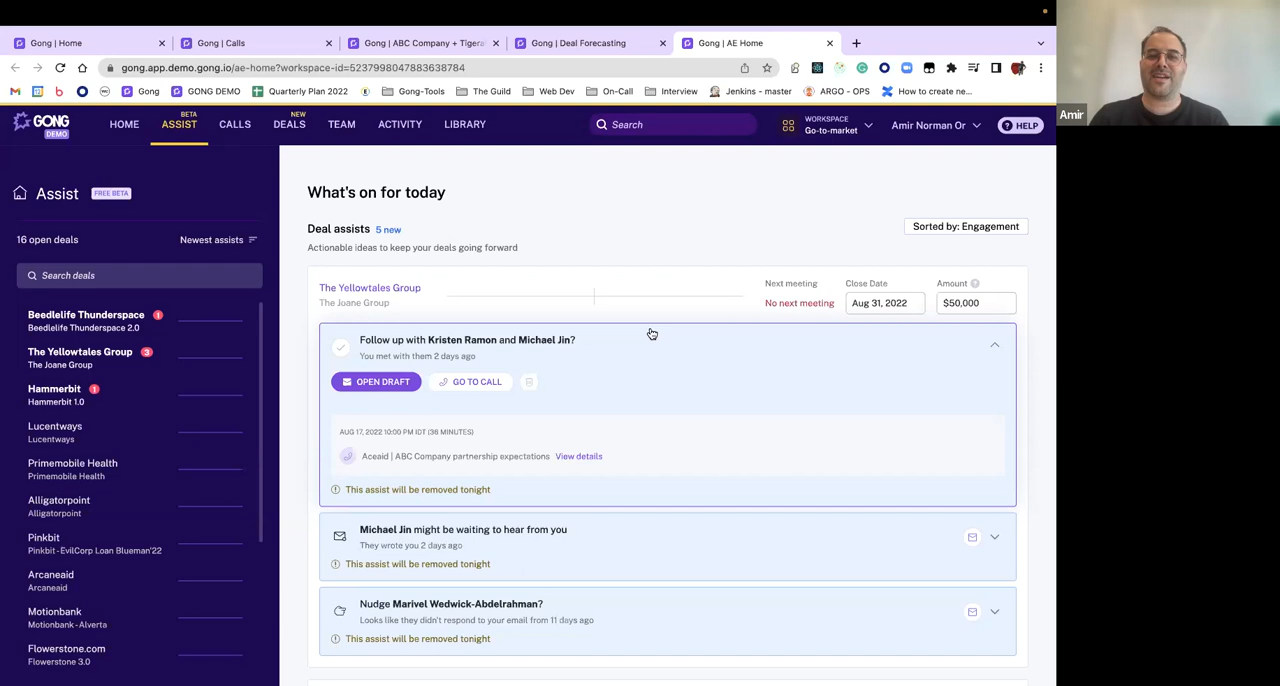 Gong | Home
Gong | Calls
Gong | ABC Company + Tigera
Gong | Deal Forecasting
Gong | AE Home
gong.app.demo.gong.io/ae-home?workspace-id=5237998047883638784
Gong
GONG DEMO
Quarterly Plan 2022
Gong-Tools
The Guild
Web Dev
On-Call
Interview
Jenkins - master
ARGO - OPS
How to create ne...
Amir
GONG
DEMO
HOME
BETA
ASSIST
CALLS
NEW
DEALS
TEAM
ACTIVITY
LIBRARY
Search
WORKSPACE
Go-to-market
Amir Norman Or
HELP
Assist FREE BETA
16 open deals
Newest assists
Search deals
Beedlelife Thunderspace 1
Beedlelife Thunderspace 2.0
The Yellowtales Group 3
The Joane Group
Hammerbit 1
Hammerbit 1.0
Lucentways
Lucentways
Primemobile Health
Primemobile Health
Alligatorpoint
Alligatorpoint
Pinkbit
Pinkbit - EvilCorp Loan Blueman'22
Arcaneaid
Arcaneaid
Motionbank
Motionbank - Alverta
Flowerstone.com
Flowerstone 3.0
What's on for today
Deal assists 5 new
Sorted by: Engagement
Actionable ideas to keep your deals going forward
The Yellowtales Group
The Joane Group
Next meeting
No next meeting
Close Date
Aug 31, 2022
Amount
$50,000
Follow up with Kristen Ramon and Michael Jin?
You met with them 2 days ago
OPEN DRAFT
GO TO CALL
AUG 17, 2022 10:00 PM IDT (36 MINUTES)
Aceaid | ABC Company partnership expectations View details
This assist will be removed tonight
Michael Jin might be waiting to hear from you
They wrote you 2 days ago
This assist will be removed tonight
Nudge Marivel Wedwick-Abdelrahman?
Looks like they didn't respond to your email from 11 days ago
This assist will be removed tonight